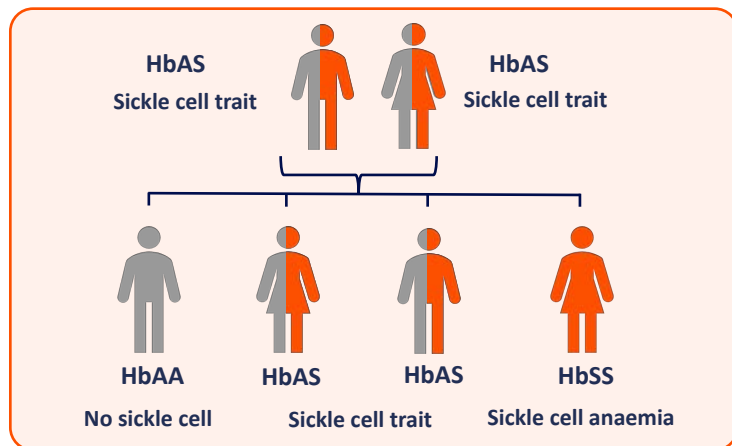 HbAS
Sickle cell trait
HbAS
Sickle cell trait
HbAA
HbAS
HbAS
HbSS
No sickle cell
Sickle cell trait
Sickle cell anaemia